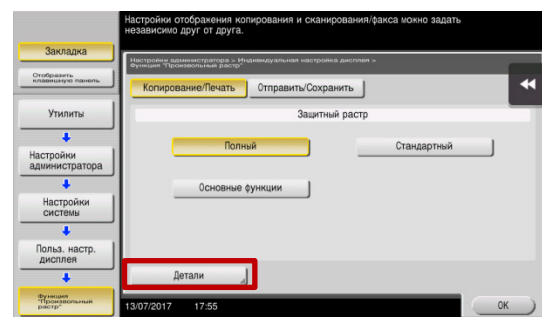 Настройки отображения копирования и сканирования/факса можно задать
независимо друг от друга.
Закладка
Отобразить
клавишную панель
Настройки администратора > Индивидуальная настройка дисплея >
Функция "Произвольный растр"
Копирование/Печать
Отправить/Сохранить
Утилиты
Защитный растр
Полный
Стандартный
Настройки
администратора
Основные функции
Настройки
системы
Польз. настр.
дисплея
Детали
Функция
"Произвольный
растр"
13/07/2017 17:55
OK